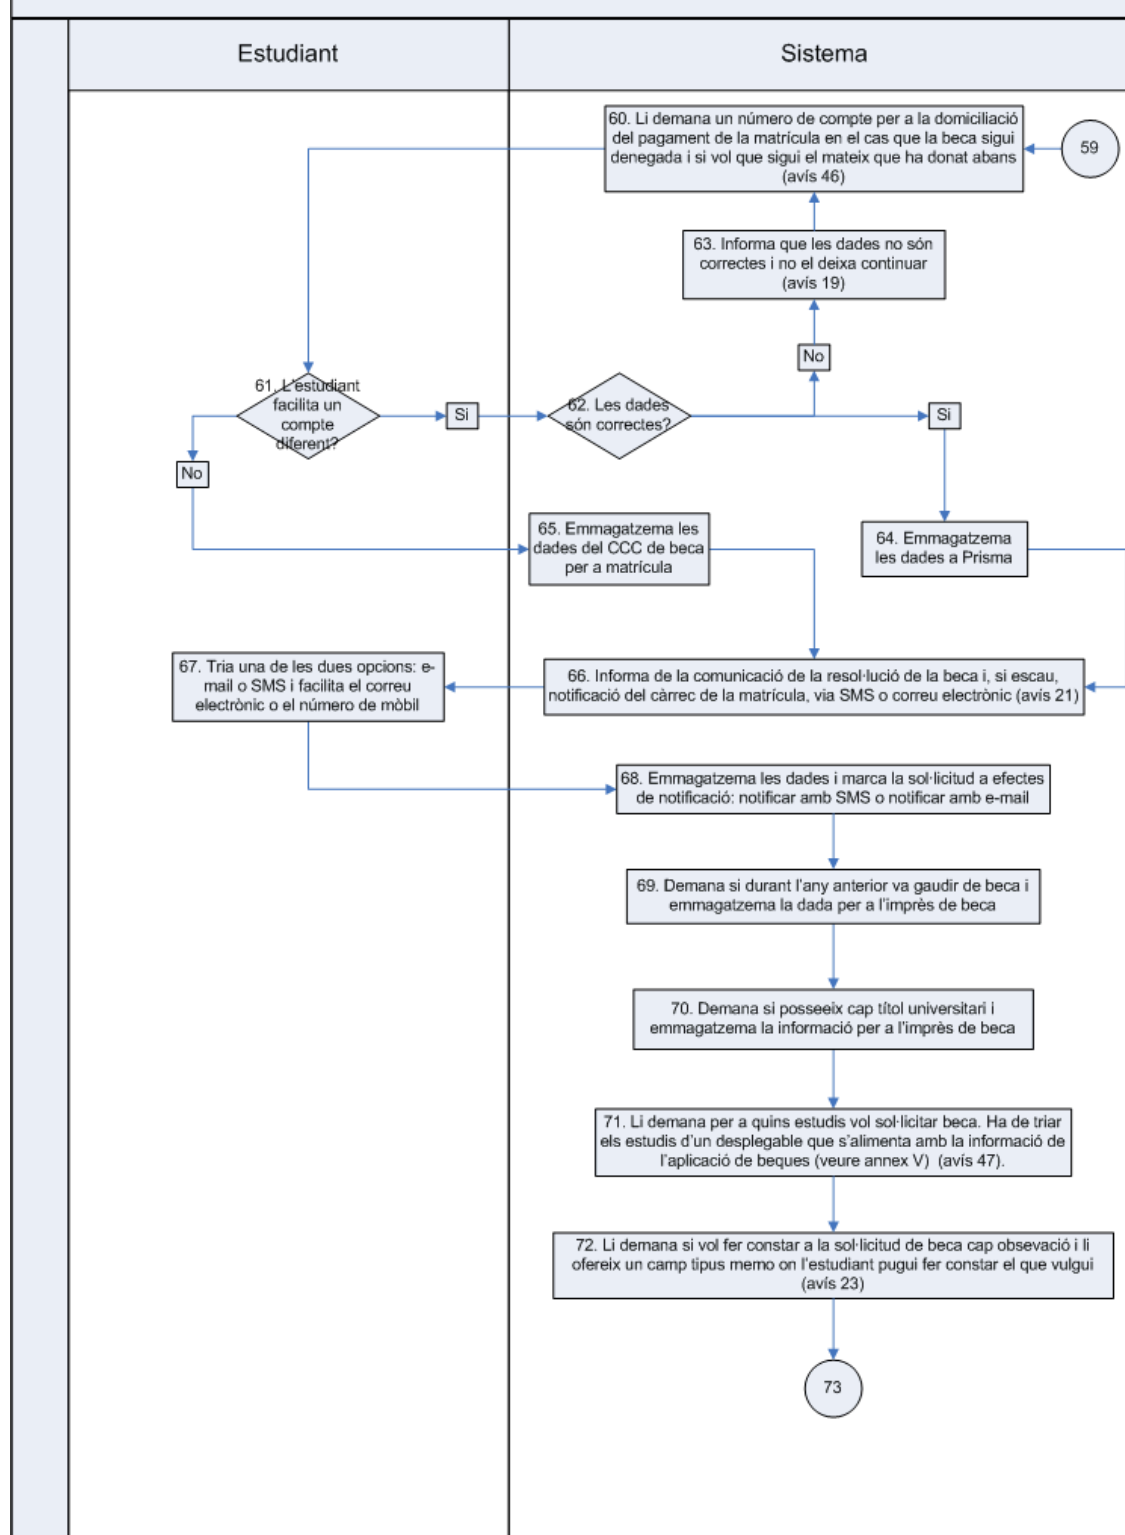 Estudiant
Sistema
60. Li demana un número de compte per a la domiciliació
del pagament de la matrícula en el cas que la beca sigui
denegada i si vol que sigui el mateix que ha donat abans
(avís 46)
59
63. Informa que les dades no són
correctes i no el deixa continuar
(avís 19)
No
61. L'estudiant
facilita un
compte
diferent?
Si
62. Les dades
són correctes?
Si
No
65. Emmagatzema les
dades del CCC de beca
per a matrícula
64. Emmagatzema
les dades a Prisma
67. Tria una de les dues opcions: e-
mail o SMS i facilita el correu
electrònic o el número de mòbil
66. Informa de la comunicació de la resol·lució de la beca i, si escau,
notificació del càrrec de la matrícula, via SMS o correu electrònic (avís 21)
68. Emmagatzema les dades i marca la sol·licitud a efectes
de notificació: notificar amb SMS o notificar amb e-mail
69. Demana si durant l'any anterior va gaudir de beca i
emmagatzema la dada per a l'imprès de beca
70. Demana si posseeix cap títol universitari i
emmagatzema la informació per a l'imprès de beca
71. Li demana per a quins estudis vol sol·licitar beca. Ha de triar
els estudis d'un desplegable que s'alimenta amb la informació de
l'aplicació de beques (veure annex V)  (avís 47).
72. Li demana si vol fer constar a la sol·licitud de beca cap obsevació i li
ofereix un camp tipus memo on l'estudiant pugui fer constar el que vulgui
(avís 23)
73